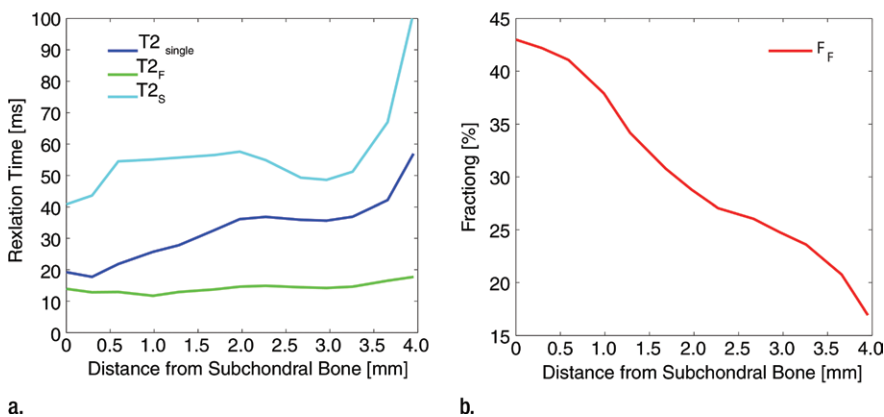 100
90
80
70
60
50
40
30
20
10
0
Rexlation Time [ms]
T2 single
T2F
T2S
0 0.5 1.0 1.5 2.0 2.5 3.0 3.5 4.0
Distance from Subchondral Bone [mm]
a.
45
40
35
30
25
20
15
Fractiong [%]
FF
0 0.5 1.0 1.5 2.0 2.5 3.0 3.5 4.0
Distance from Subchondral Bone [mm]
b.